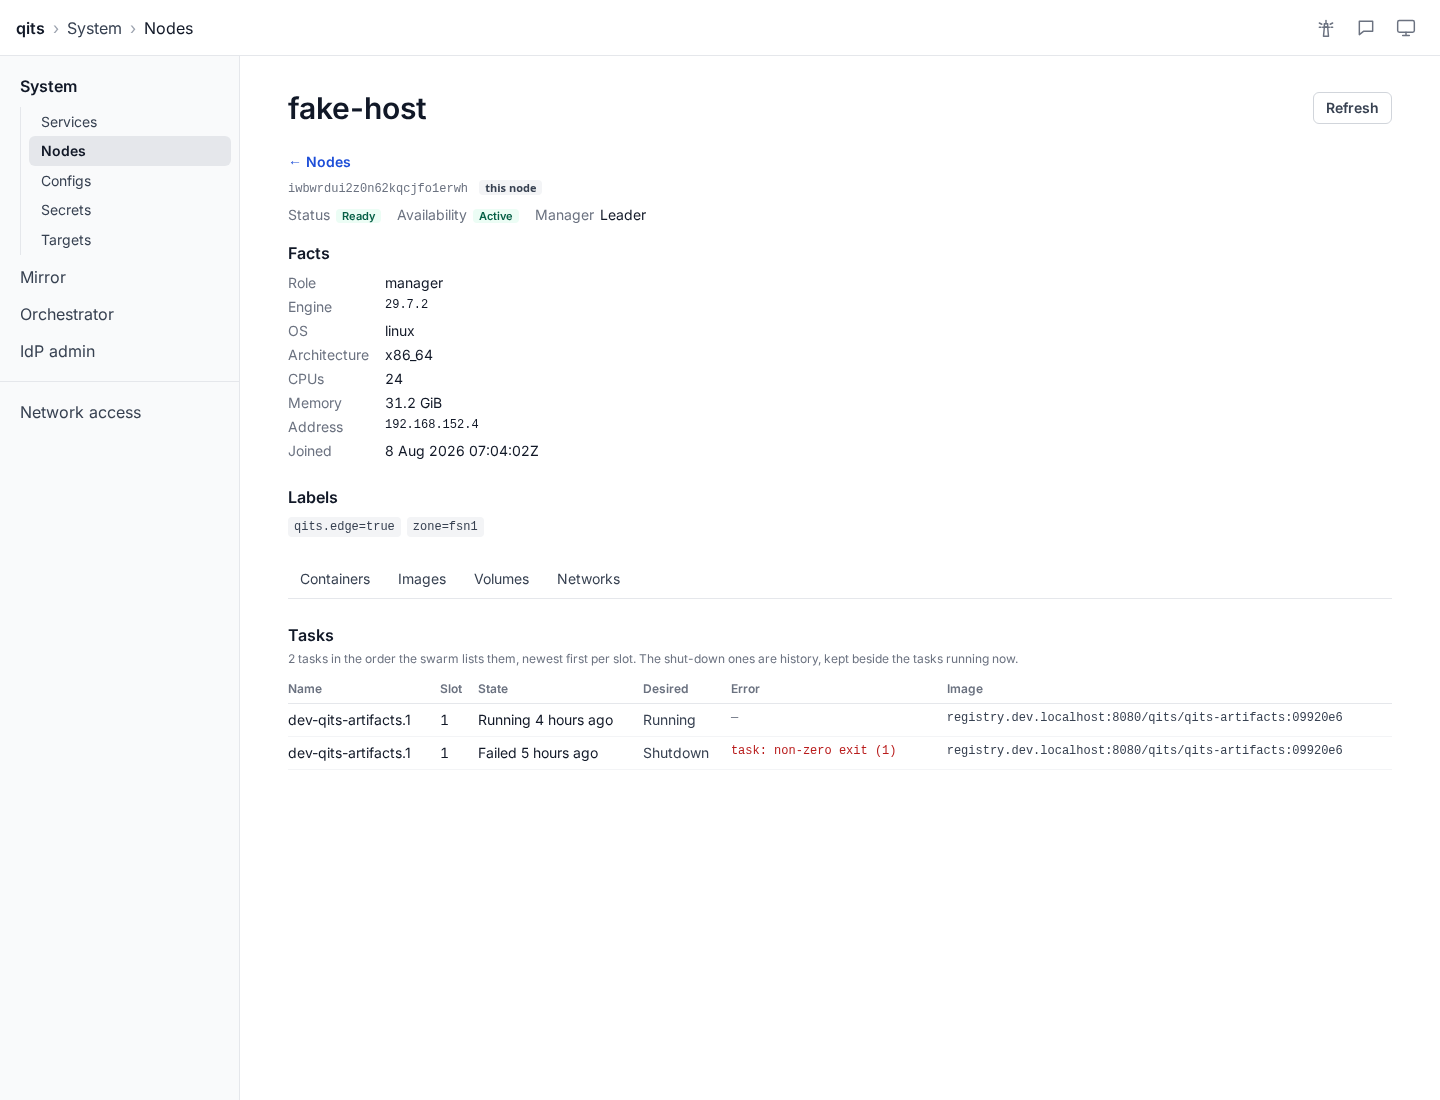 qits › System › Nodes
System
Services
Nodes
Configs
Secrets
Targets
Mirror
Orchestrator
IdP admin
Network access
fake-host
Refresh
← Nodes
iwbwrdui2z0n62kqcjfo1erwh this node
Status Ready Availability Active Manager Leader
Facts
Role manager
Engine 29.7.2
OS linux
Architecture x86_64
CPUs 24
Memory 31.2 GiB
Address 192.168.152.4
Joined 8 Aug 2026 07:04:02Z
Labels
qits.edge=true zone=fsn1
Containers Images Volumes Networks
Tasks
2 tasks in the order the swarm lists them, newest first per slot. The shut-down ones are history, kept beside the tasks running now.
Name Slot State Desired Error Image
dev-qits-artifacts.1 1 Running 4 hours ago Running — registry.dev.localhost:8080/qits/qits-artifacts:09920e6
dev-qits-artifacts.1 1 Failed 5 hours ago Shutdown task: non-zero exit (1) registry.dev.localhost:8080/qits/qits-artifacts:09920e6